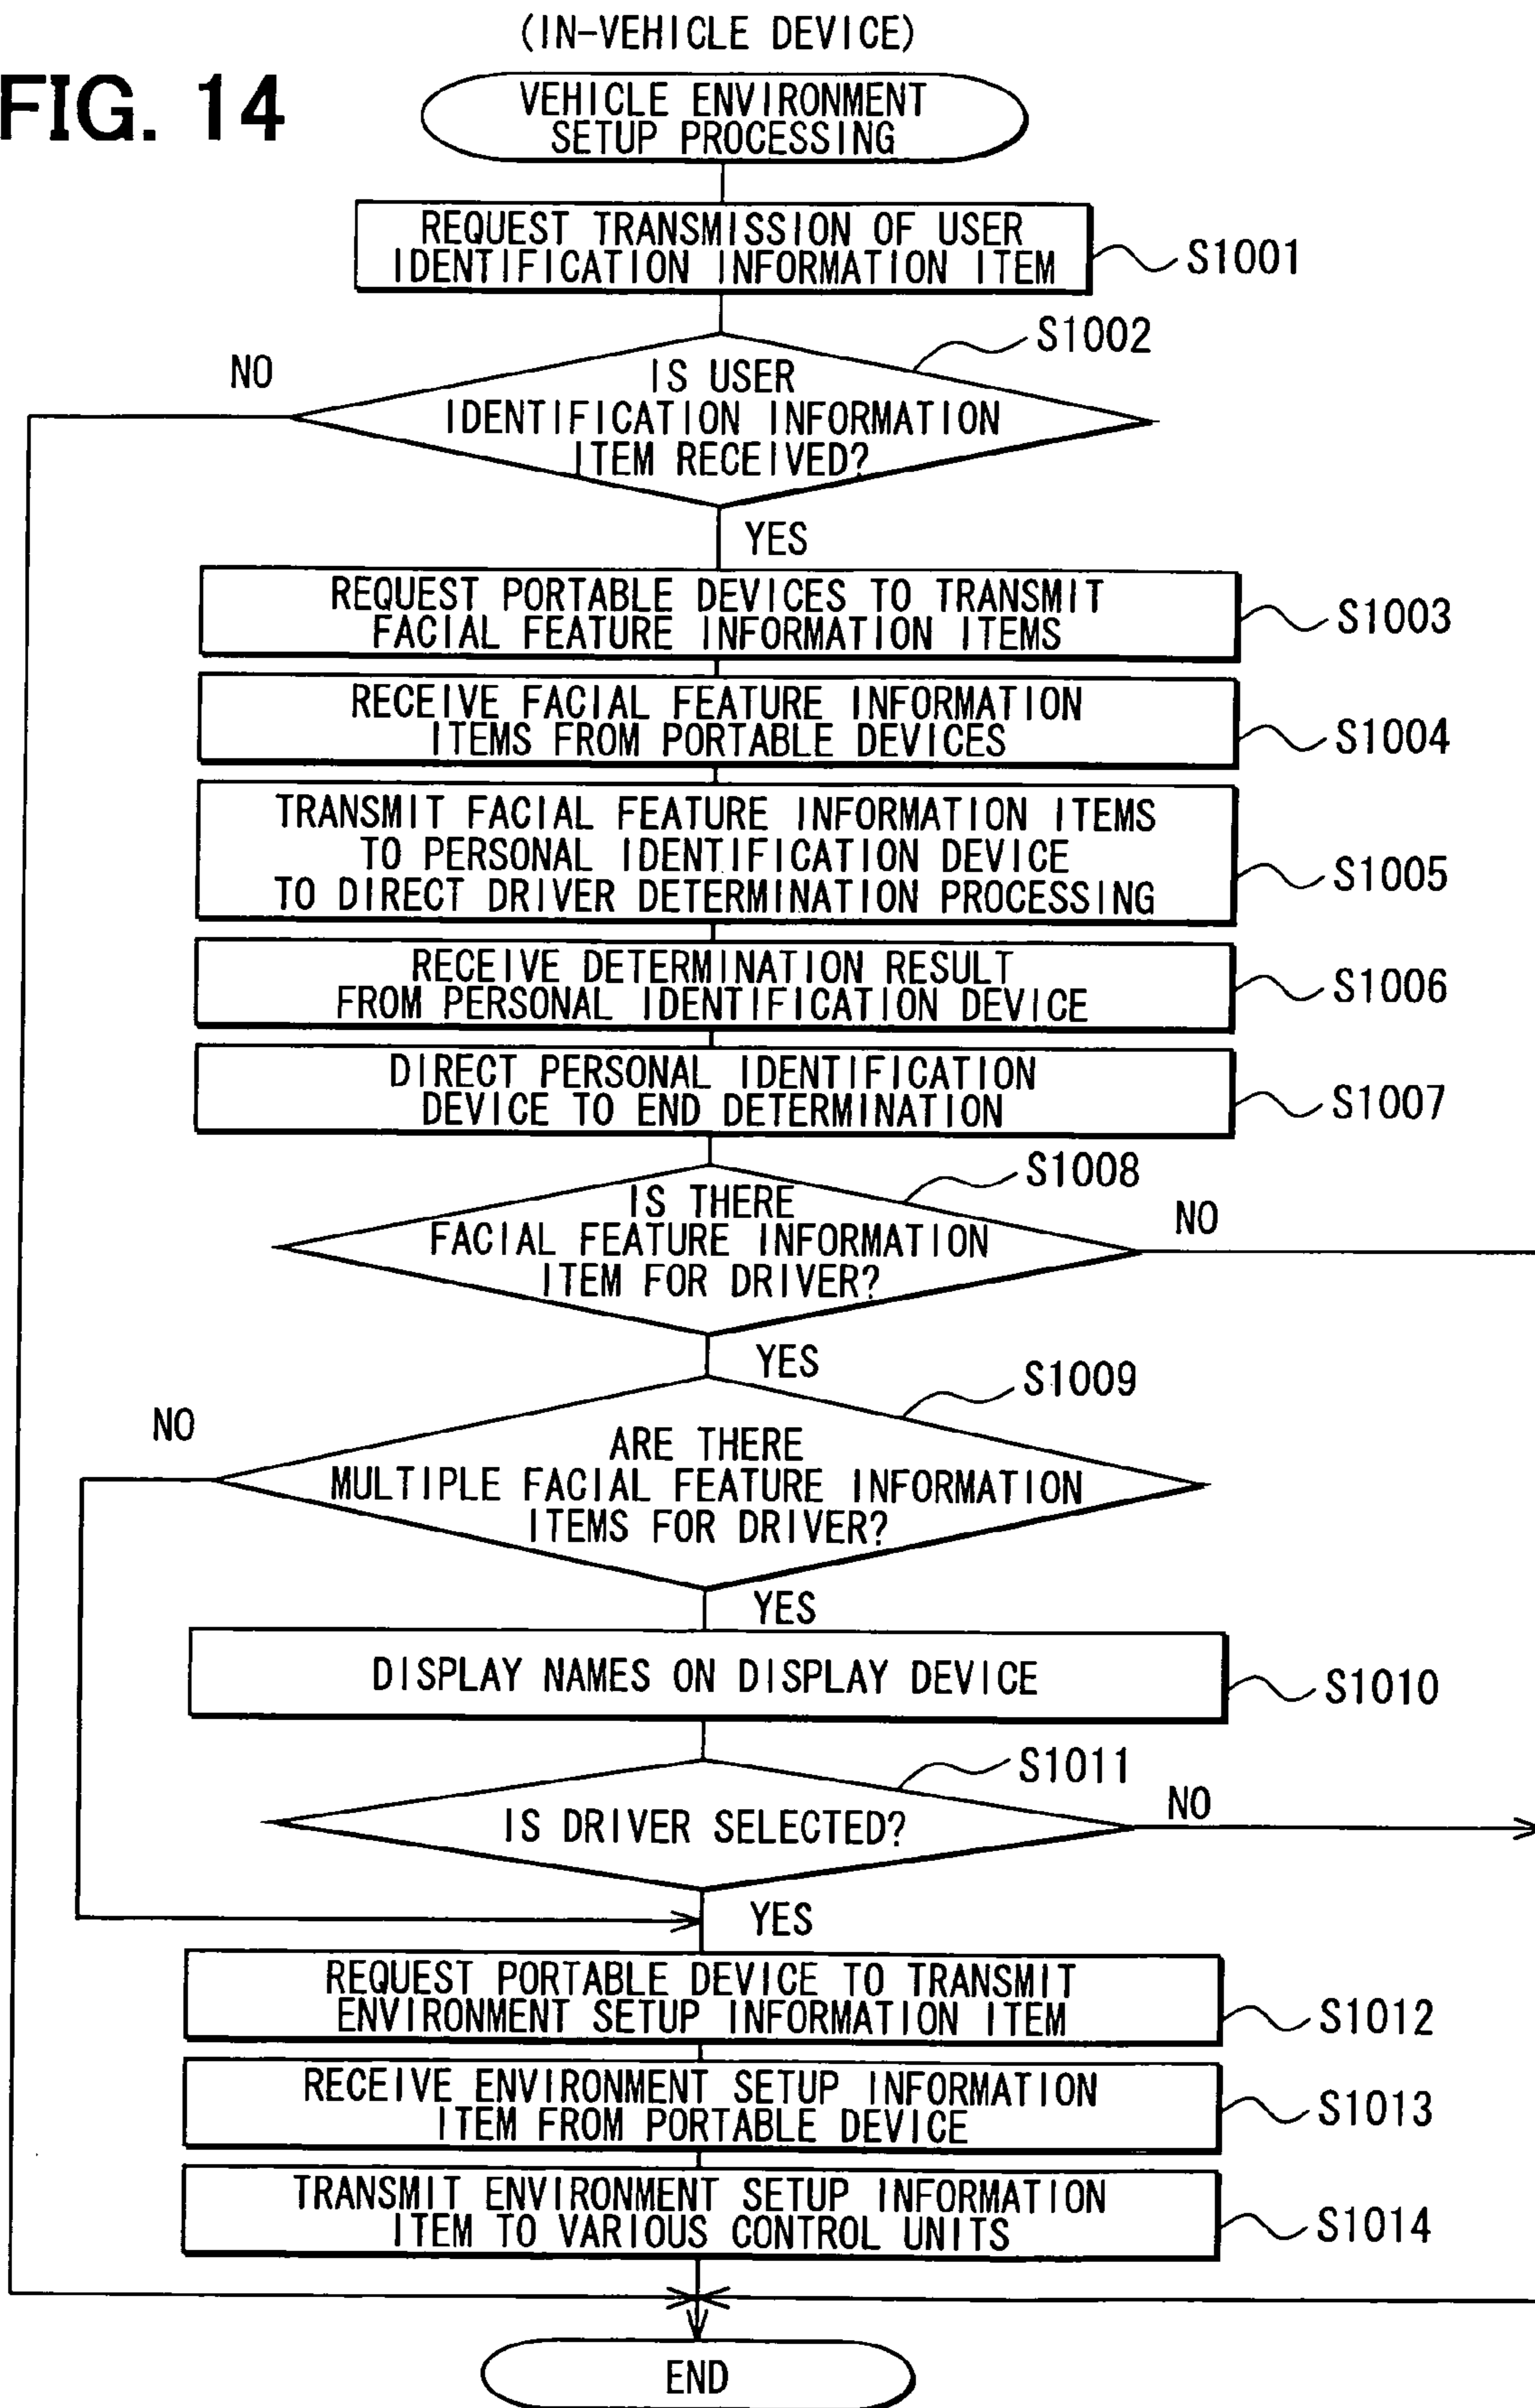 (IN-VEHICLE DEVICE)
FIG. 14
VEHICLE ENVIRONMENT
SETUP PROCESSING
REQUEST TRANSMISSION OF USER
IDENTIFICATION INFORMATION ITEM
S1001
S1002
NO
IS USER
IDENTIFICATION INFORMATION
ITEM RECEIVED?
YES
REQUEST PORTABLE DEVICES TO TRANSMIT
FACIAL FEATURE INFORMATION ITEMS
S1003
RECEIVE FACIAL FEATURE INFORMATION
ITEMS FROM PORTABLE DEVICES
S1004
TRANSMIT FACIAL FEATURE INFORMATION ITEMS
TO PERSONAL IDENTIFICATION DEVICE
TO DIRECT DRIVER DETERMINATION PROCESSING
S1005
RECEIVE DETERMINATION RESULT
FROM PERSONAL IDENTIFICATION DEVICE
S1006
DIRECT PERSONAL IDENTIFICATION
DEVICE TO END DETERMINATION
S1007
S1008
IS THERE
FACIAL FEATURE INFORMATION
ITEM FOR DRIVER?
NO
YES
S1009
NO
ARE THERE
MULTIPLE FACIAL FEATURE INFORMATION
ITEMS FOR DRIVER?
YES
DISPLAY NAMES ON DISPLAY DEVICE
S1010
S1011
IS DRIVER SELECTED?
NO
YES
REQUEST PORTABLE DEVICE TO TRANSMIT
ENVIRONMENT SETUP INFORMATION ITEM
S1012
RECEIVE ENVIRONMENT SETUP INFORMATION
ITEM FROM PORTABLE DEVICE
S1013
TRANSMIT ENVIRONMENT SETUP INFORMATION
ITEM TO VARIOUS CONTROL UNITS
S1014
END